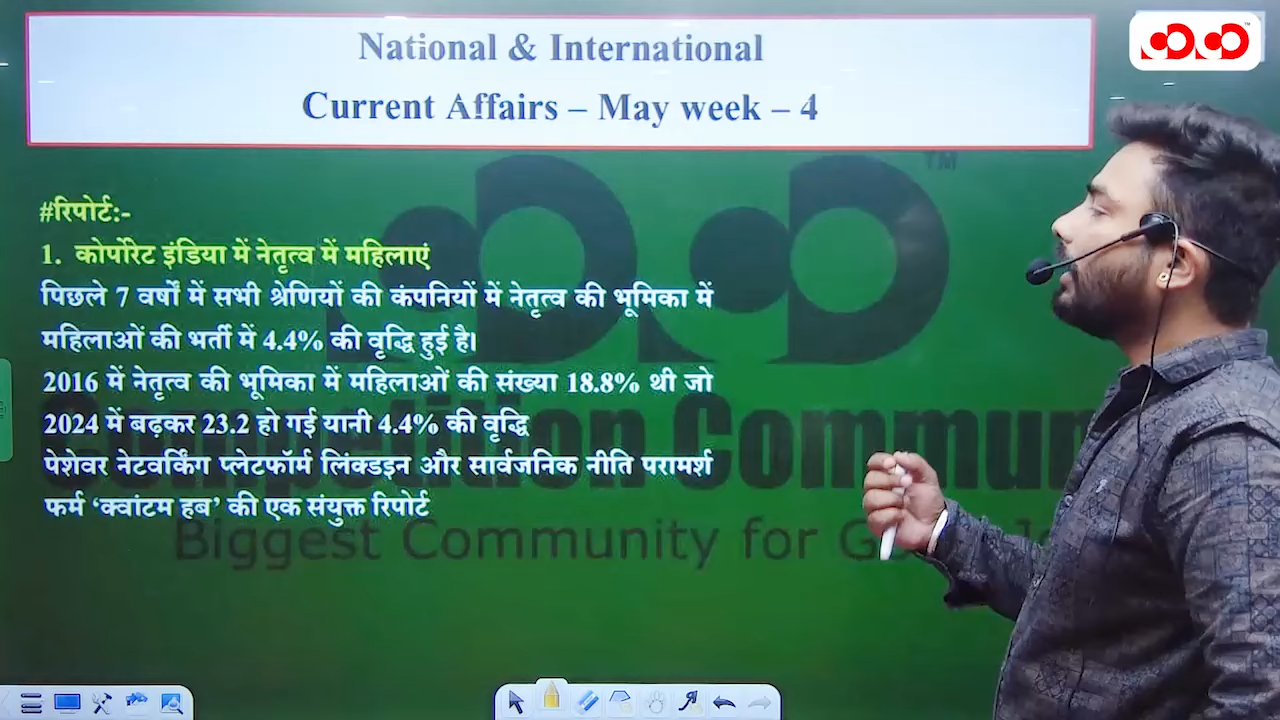 National & International
Current Affairs – May week – 4
TM
#रिपोर्ट:-
1. कोर्पोरेट इंडिया में नेतृत्व में महिलाएं
पिछले 7 वर्षों में सभी श्रेणियों की कंपनियों में नेतृत्व की भूमिका में
महिलाओं की भर्ती में 4.4% की वृद्धि हुई है।
2016 में नेतृत्व की भूमिका में महिलाओं की संख्या 18.8% थी जो
2024 में बढ़कर 23.2 हो गई यानी 4.4% की वृद्धि
पेशेवर नेटवर्किंग प्लेटफॉर्म लिंक्डइन और सार्वजनिक नीति परामर्श
फर्म ‘क्वांटम हब’ की एक संयुक्त रिपोर्ट
Biggest Community for